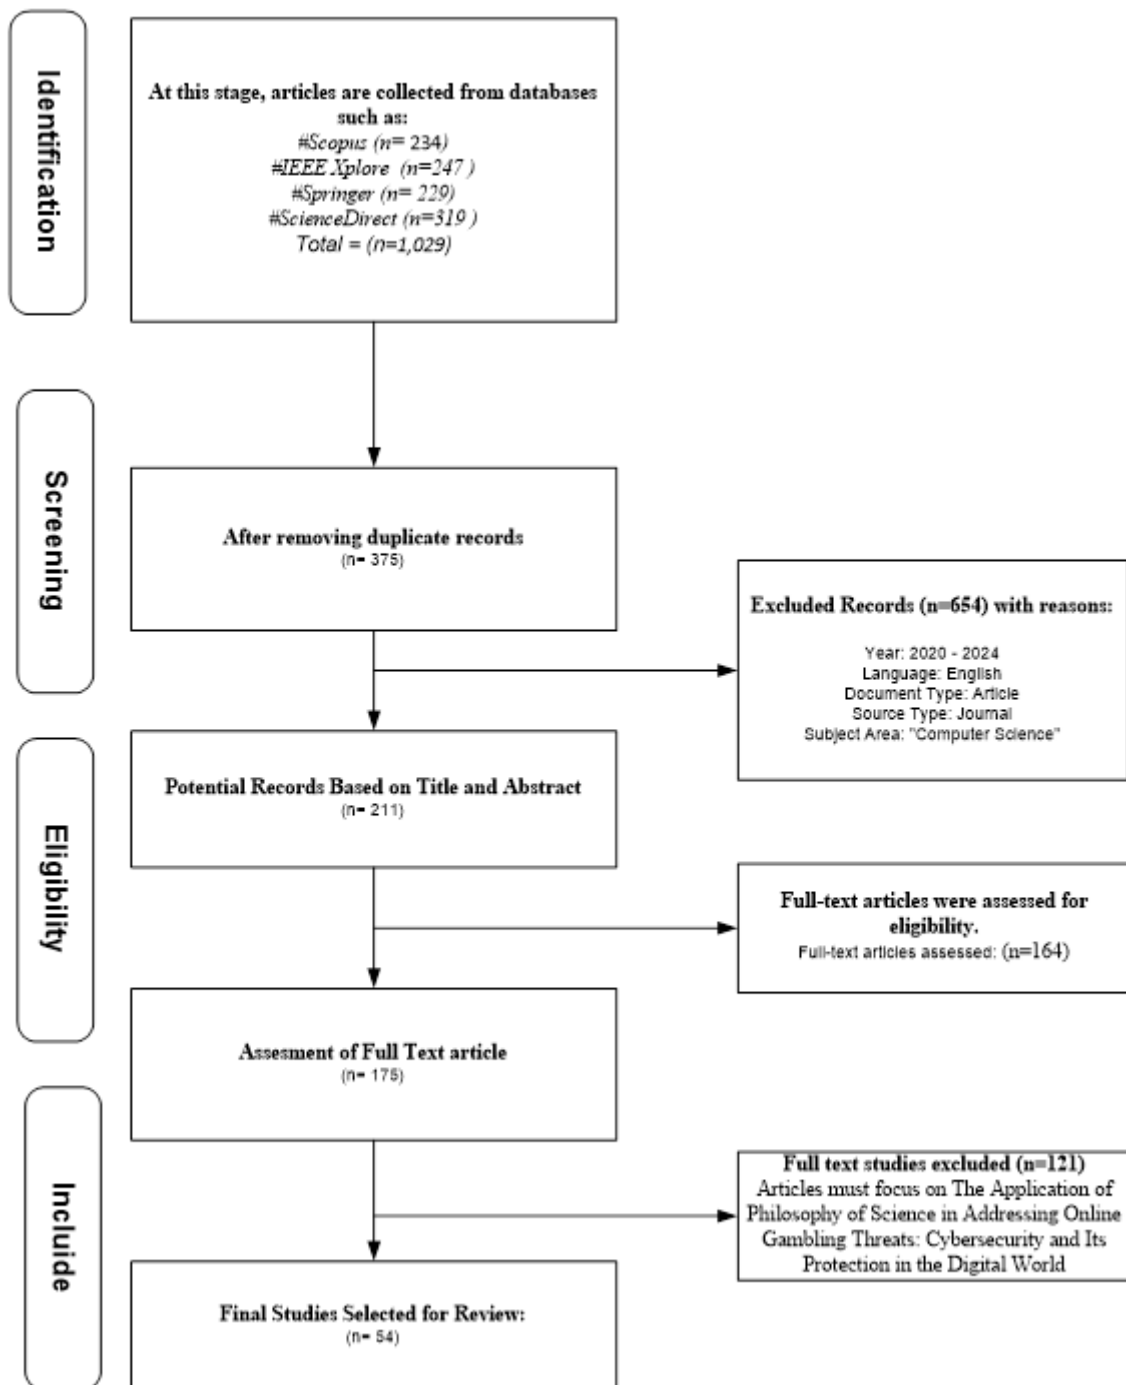 Identification
At this stage, articles are collected from databases
such as:
#Scopus (n= 234)
#IEEE Xplore (n=247 )
#Springer (n= 229)
#ScienceDirect (n=319 )
Total = (n=1,029)
Screening
After removing duplicate records
(n= 375)
Excluded Records (n=654) with reasons:
Year: 2020 - 2024
Language: English
Document Type: Article
Source Type: Journal
Subject Area: "Computer Science"
Eligibility
Potential Records Based on Title and Abstract
(n= 211)
Full-text articles were assessed for
eligibility.
Full-text articles assessed: (n=164)
Assesment of Full Text article
(n= 175)
Incluide
Full text studies excluded (n=121)
Articles must focus on The Application of
Philosophy of Science in Addressing Online
Gambling Threats: Cybersecurity and Its
Protection in the Digital World
Final Studies Selected for Review:
(n= 54)